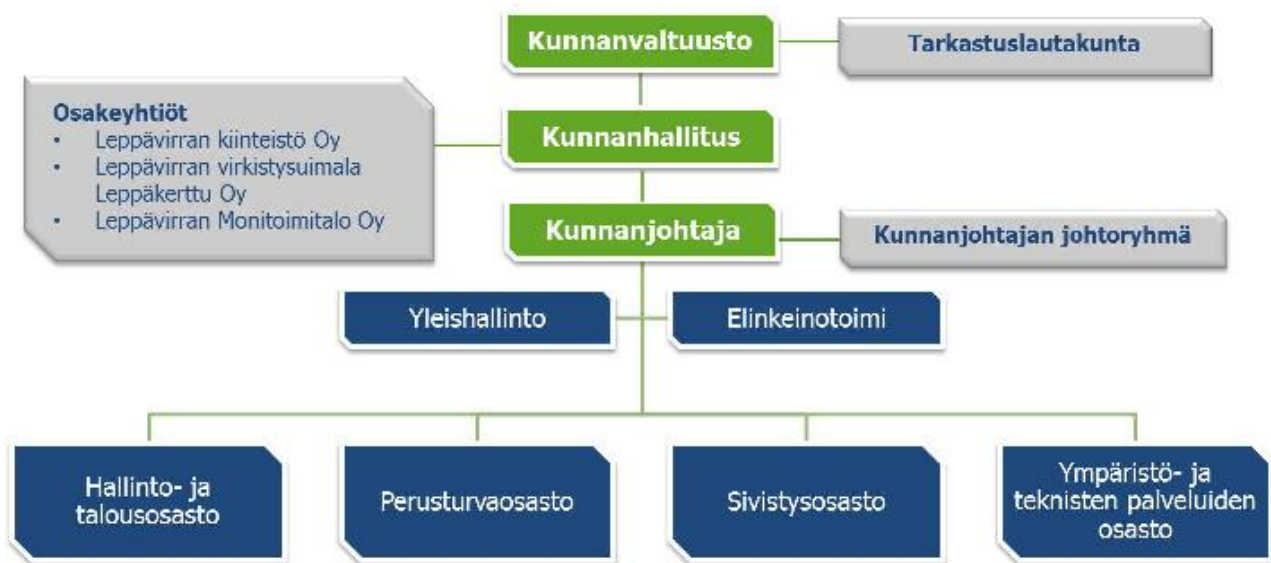 Kunnanvaltuusto
Tarkastuslautakunta
Osakeyhtiöt
• Leppävirran kiinteistö Oy
• Leppävirran virkistysuimala
Leppäkerttu Oy
• Leppävirran Monitoimitalo Oy
Kunnanhallitus
Kunnanjohtaja
Kunnanjohtajan johtoryhmä
Yleishallinto
Elinkeinotoimi
Hallinto- ja
talousosasto
Perusturvaosasto
Sivistysosasto
Ympäristö- ja
teknisten palveluiden
osasto